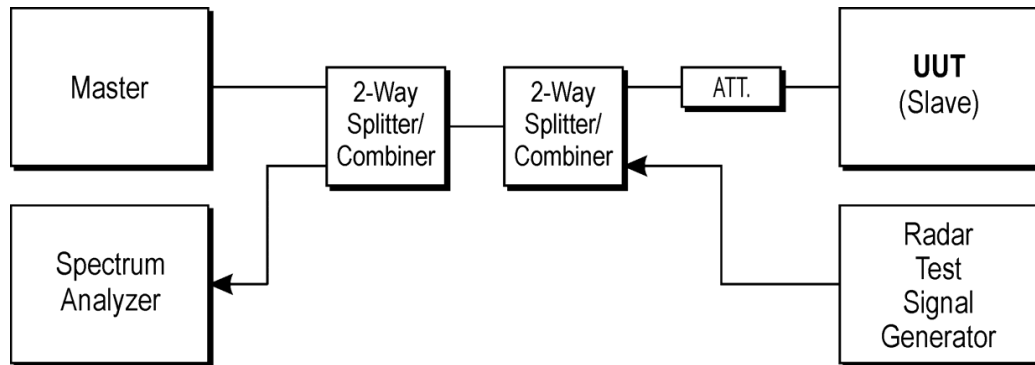 Master
2-Way
Splitter/
Combiner
2-Way
Splitter/
Combiner
ATT.
UUT
(Slave)
Spectrum
Analyzer
Radar
Test
Signal
Generator